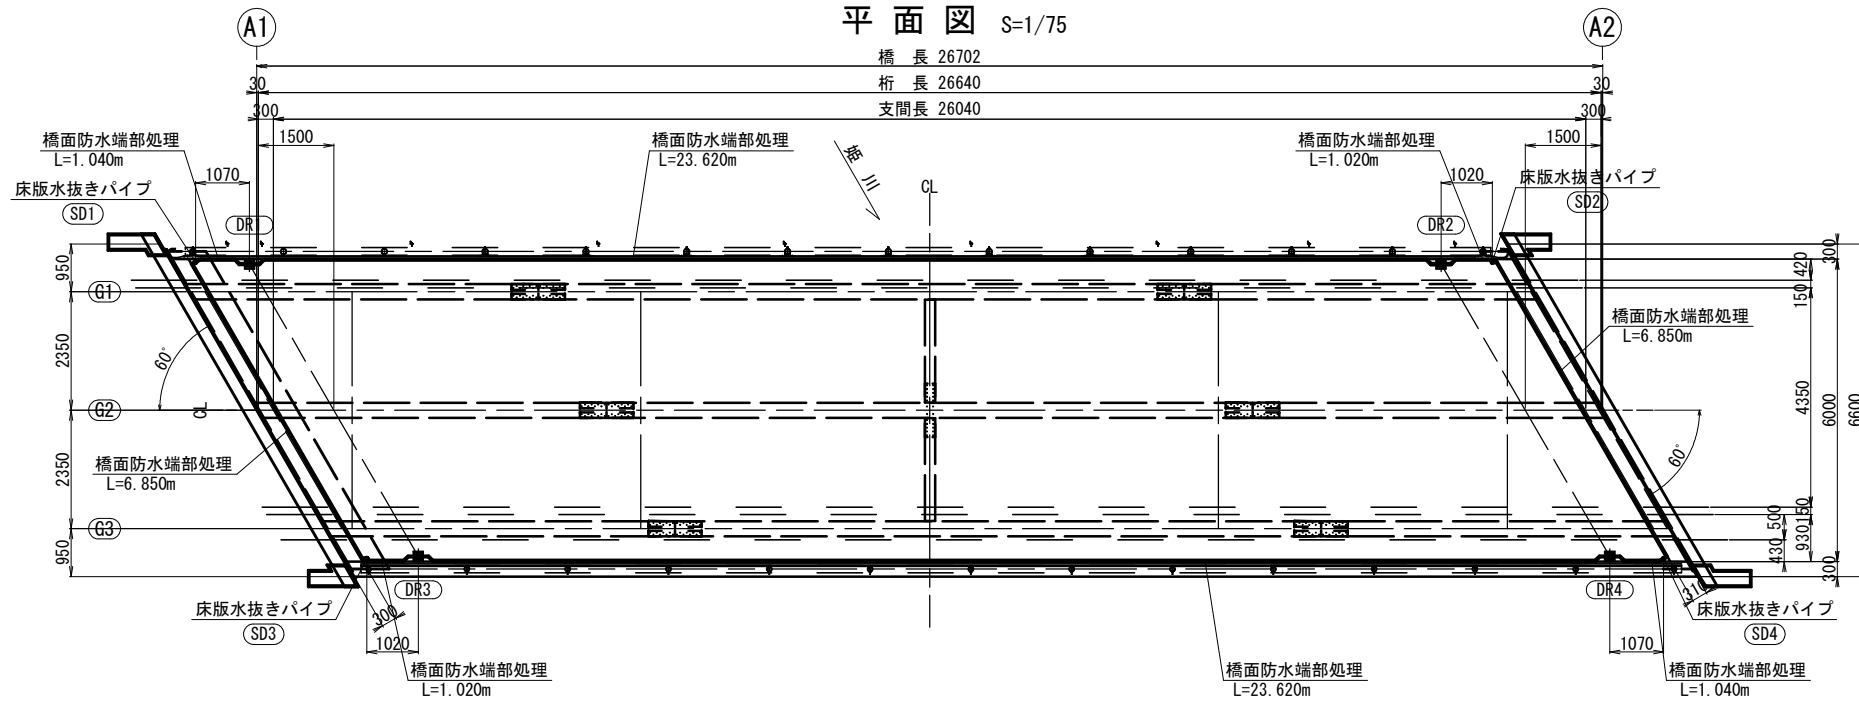 平面図 S=1/75
A1
A2
橋 長 26702
30
桁 長 26640
30
300
支間長 26040
300
橋面防水端部処理
L=1.040m
1500
橋面防水端部処理
L=23.620m
橋面防水端部処理
L=1.020m
1500
姫川
CL
1070
1020
床版水抜きパイプ
SD1
床版水抜きパイプ
SD2
DR1
DR2
950
G1
2350
G2
2350
G3
950
60°
CL
橋面防水端部処理
L=6.850m
橋面防水端部処理
L=6.850m
60°
300
420
150
4350
6000
6600
150
500
930
430
300
DR3
DR4
床版水抜きパイプ
SD3
300
310
床版水抜きパイプ
SD4
1020
1070
橋面防水端部処理
L=1.020m
橋面防水端部処理
L=23.620m
橋面防水端部処理
L=1.040m